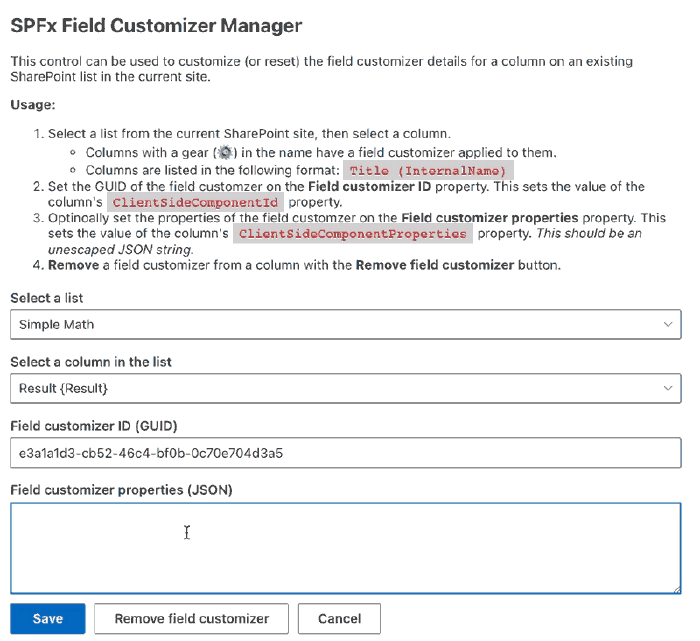 SPFx Field Customizer Manager
This control can be used to customize (or reset) the field customizer details for a column on an existing
SharePoint list in the current site.
Usage:
1. Select a list from the current SharePoint site, then select a column.
Columns with a gear (⚙) in the name have a field customizer applied to them.
Columns are listed in the following format: Title (InternalName)
2. Set the GUID of the field customzer on the Field customizer ID property. This sets the value of the
column's ClientSideComponentId property.
3. Optinoally set the properties of the field customzer on the Field customizer properties property. This
sets the value of the column's ClientSideComponentProperties property. This should be an
unescaped JSON string.
4. Remove a field customizer from a column with the Remove field customizer button.
Select a list
Simple Math
Select a column in the list
Result {Result}
Field customizer ID (GUID)
e3a1a1d3-cb52-46c4-bf0b-0c70e704d3a5
Field customizer properties (JSON)
Save Remove field customizer Cancel